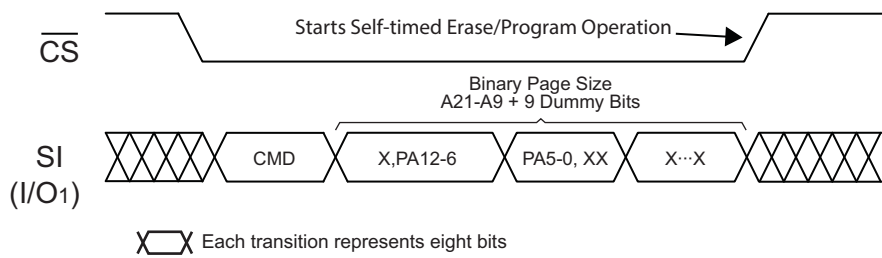 Starts Self-timed Erase/Program Operation
CS
Binary Page Size
A21-A9 + 9 Dummy Bits
SI
(I/O1)
CMD
X,PA12-6
PA5-0, XX
X···X
Each transition represents eight bits